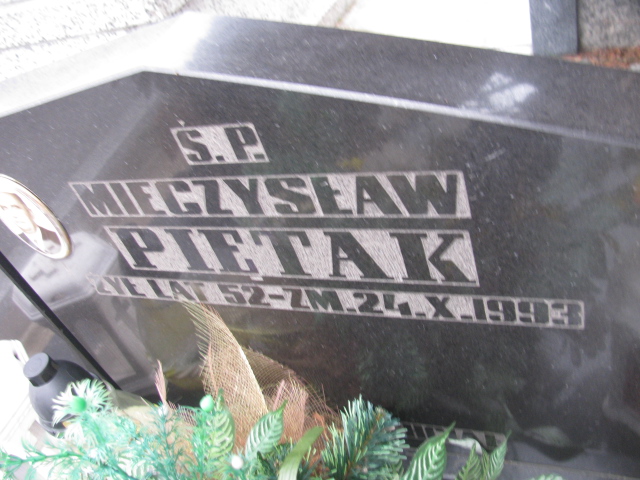 Ś.P.
MIECZYSŁAW
PIĘTAK
ŻYŁ LAT 52-ZM.24.X.1993